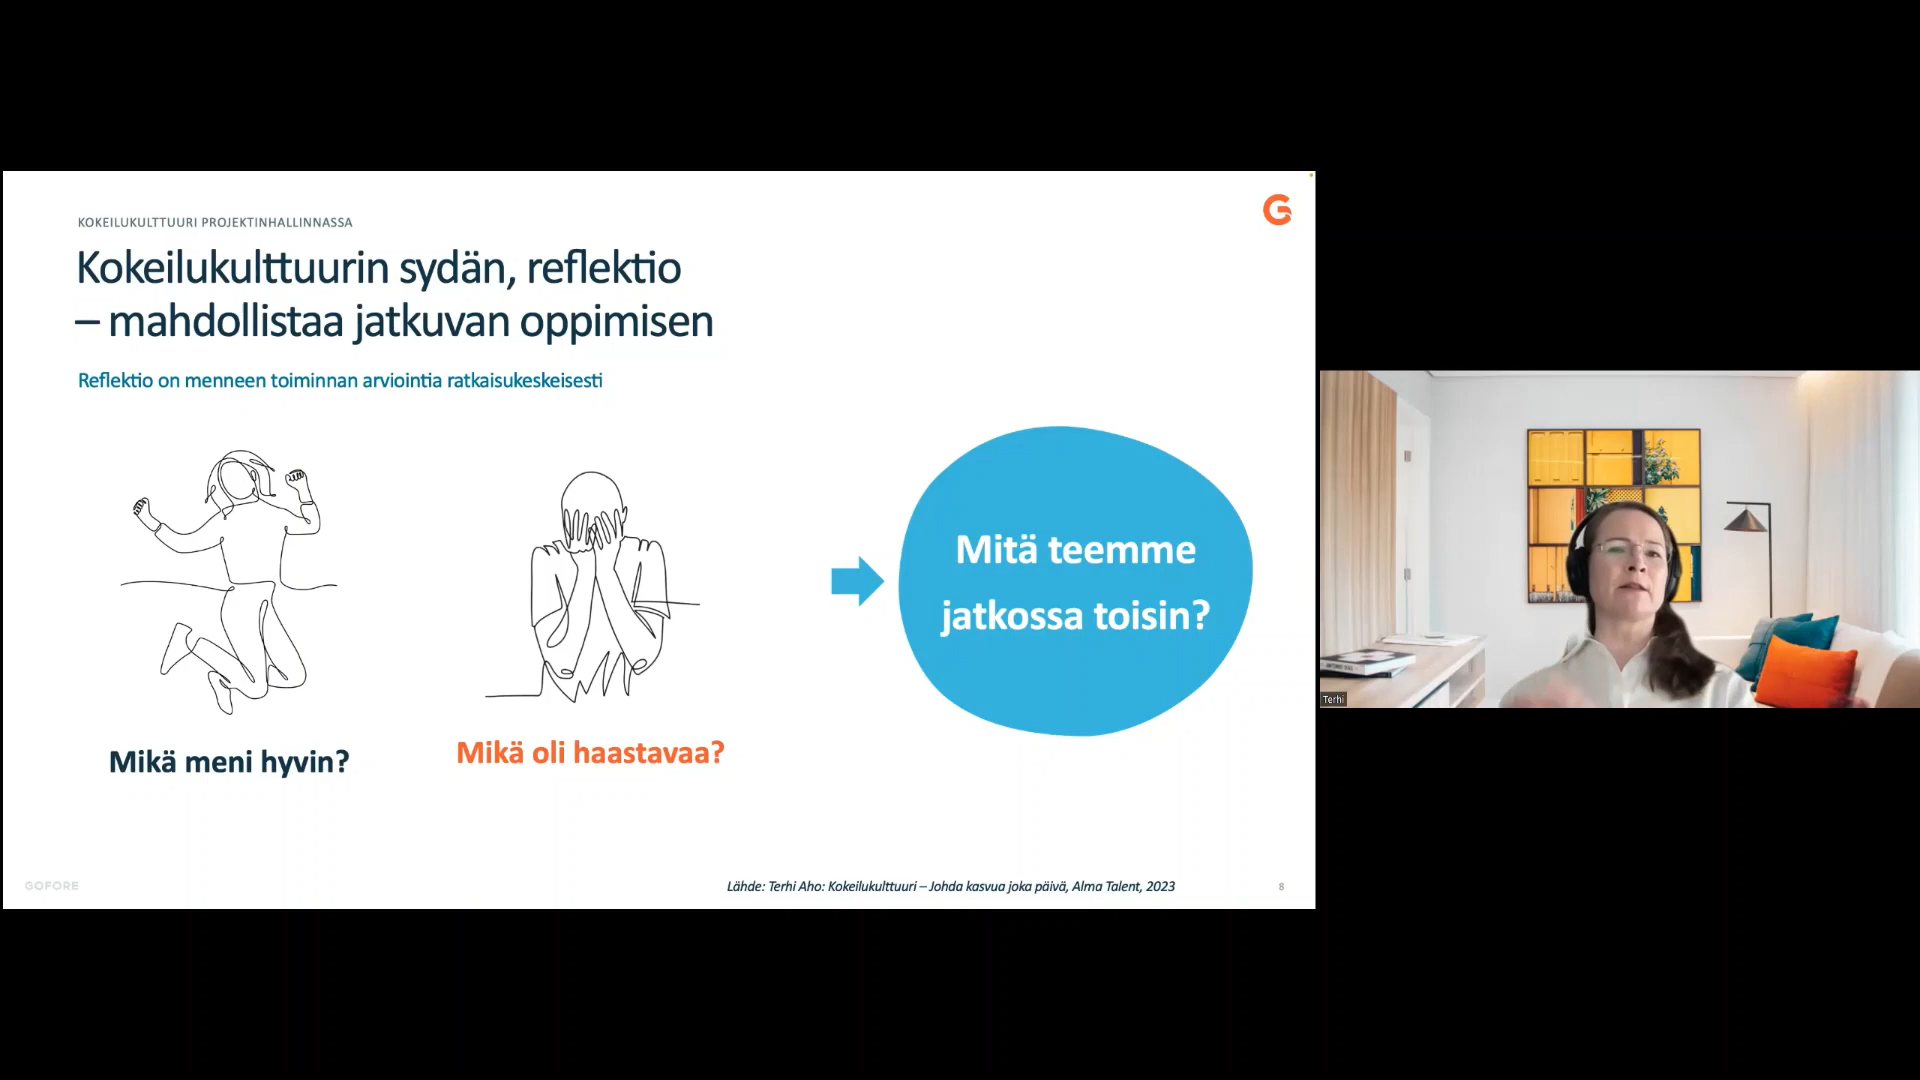 KOKEILUKULTTUURI PROJEKTINHALLINNASSA
Kokeilukulttuurin sydän, reflektio
– mahdollistaa jatkuvan oppimisen
Reflektio on menneen toiminnan arviointia ratkaisukeskeisesti
Mikä meni hyvin?
Mikä oli haastavaa?
Mitä teemme
jatkossa toisin?
GOFORE
Lähde: Terhi Aho: Kokeilukulttuuri – Johda kasvua joka päivä, Alma Talent, 2023
8
Terhi